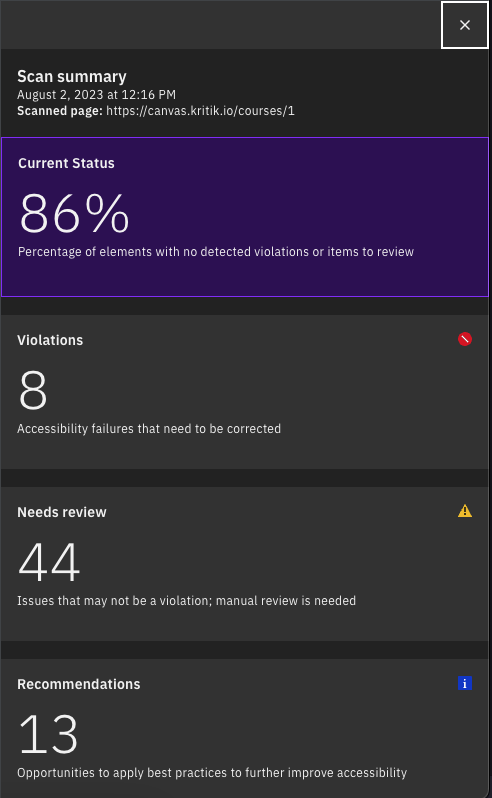 Scan summary
August 2, 2023 at 12:16 PM
Scanned page: https://canvas.kritik.io/courses/1
Current Status
86%
Percentage of elements with no detected violations or items to review
Violations
8
Accessibility failures that need to be corrected
Needs review
44
Issues that may not be a violation; manual review is needed
Recommendations
13
Opportunities to apply best practices to further improve accessibility